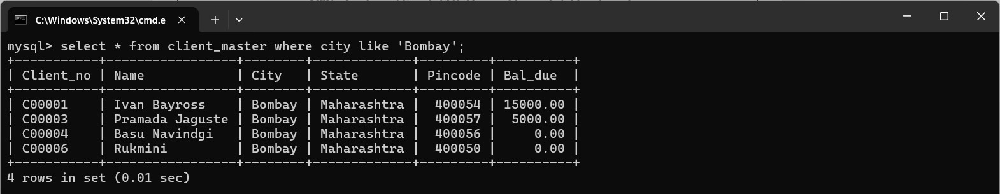 C:\Windows\System32\cmd.e
mysql> select * from client_master where city like 'Bombay';
+-----------+-----------------+--------+-------------+---------+----------+
| Client_no | Name            | City   | State       | Pincode | Bal_due  |
+-----------+-----------------+--------+-------------+---------+----------+
| C00001    | Ivan Bayross    | Bombay | Maharashtra |  400054 | 15000.00 |
| C00003    | Pramada Jaguste | Bombay | Maharashtra |  400057 |  5000.00 |
| C00004    | Basu Navindgi   | Bombay | Maharashtra |  400056 |     0.00 |
| C00006    | Rukmini         | Bombay | Maharashtra |  400050 |     0.00 |
+-----------+-----------------+--------+-------------+---------+----------+
4 rows in set (0.01 sec)